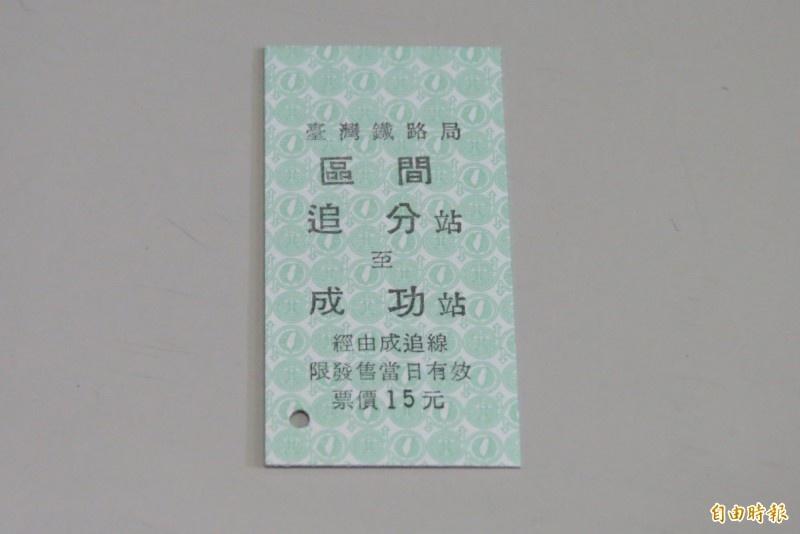 臺灣鐵路局
區間
追分站
至
成功站
經由成追線
限發售當日有效
票價15元
自由時報